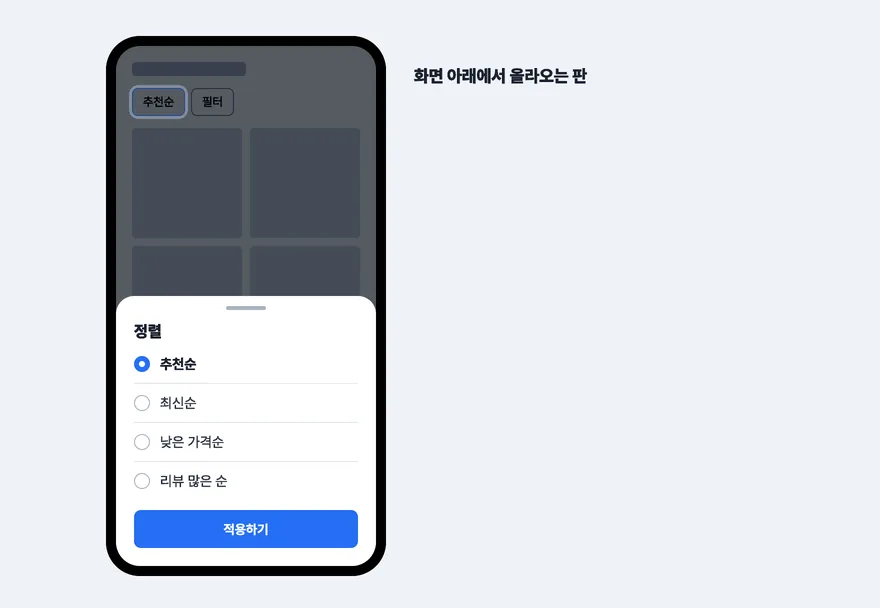 화면 아래에서 올라오는 판
추천순
필터
정렬
추천순
최신순
낮은 가격순
리뷰 많은 순
적용하기